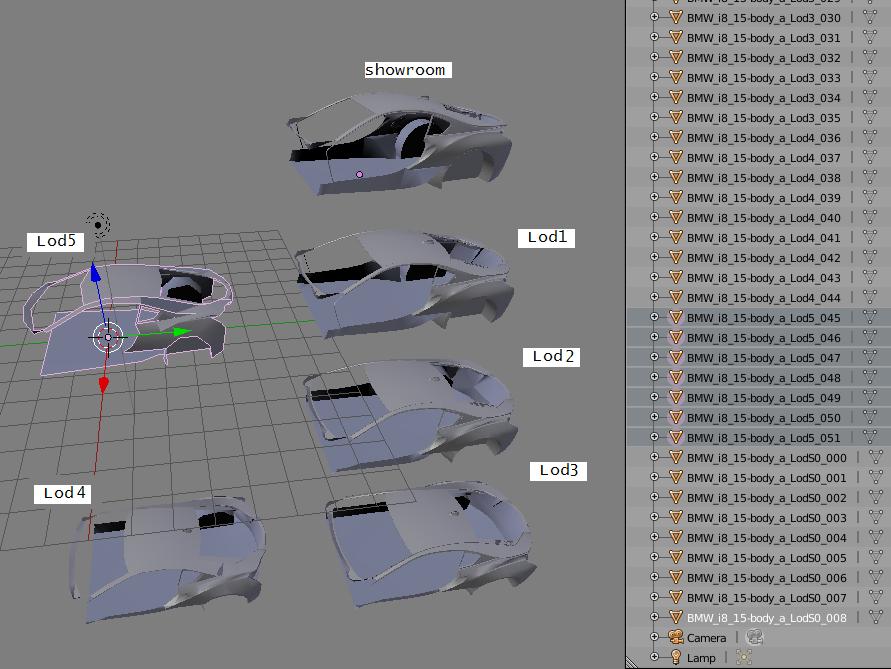 showroom
Lod5
Lod1
Lod2
Lod3
Lod4
BMW_i8_15-body_a_Lod3_030
BMW_i8_15-body_a_Lod3_031
BMW_i8_15-body_a_Lod3_032
BMW_i8_15-body_a_Lod3_033
BMW_i8_15-body_a_Lod3_034
BMW_i8_15-body_a_Lod3_035
BMW_i8_15-body_a_Lod4_036
BMW_i8_15-body_a_Lod4_037
BMW_i8_15-body_a_Lod4_038
BMW_i8_15-body_a_Lod4_039
BMW_i8_15-body_a_Lod4_040
BMW_i8_15-body_a_Lod4_041
BMW_i8_15-body_a_Lod4_042
BMW_i8_15-body_a_Lod4_043
BMW_i8_15-body_a_Lod4_044
BMW_i8_15-body_a_Lod5_045
BMW_i8_15-body_a_Lod5_046
BMW_i8_15-body_a_Lod5_047
BMW_i8_15-body_a_Lod5_048
BMW_i8_15-body_a_Lod5_049
BMW_i8_15-body_a_Lod5_050
BMW_i8_15-body_a_Lod5_051
BMW_i8_15-body_a_LodS0_000
BMW_i8_15-body_a_LodS0_001
BMW_i8_15-body_a_LodS0_002
BMW_i8_15-body_a_LodS0_003
BMW_i8_15-body_a_LodS0_004
BMW_i8_15-body_a_LodS0_005
BMW_i8_15-body_a_LodS0_006
BMW_i8_15-body_a_LodS0_007
BMW_i8_15-body_a_LodS0_008
Camera
Lamp